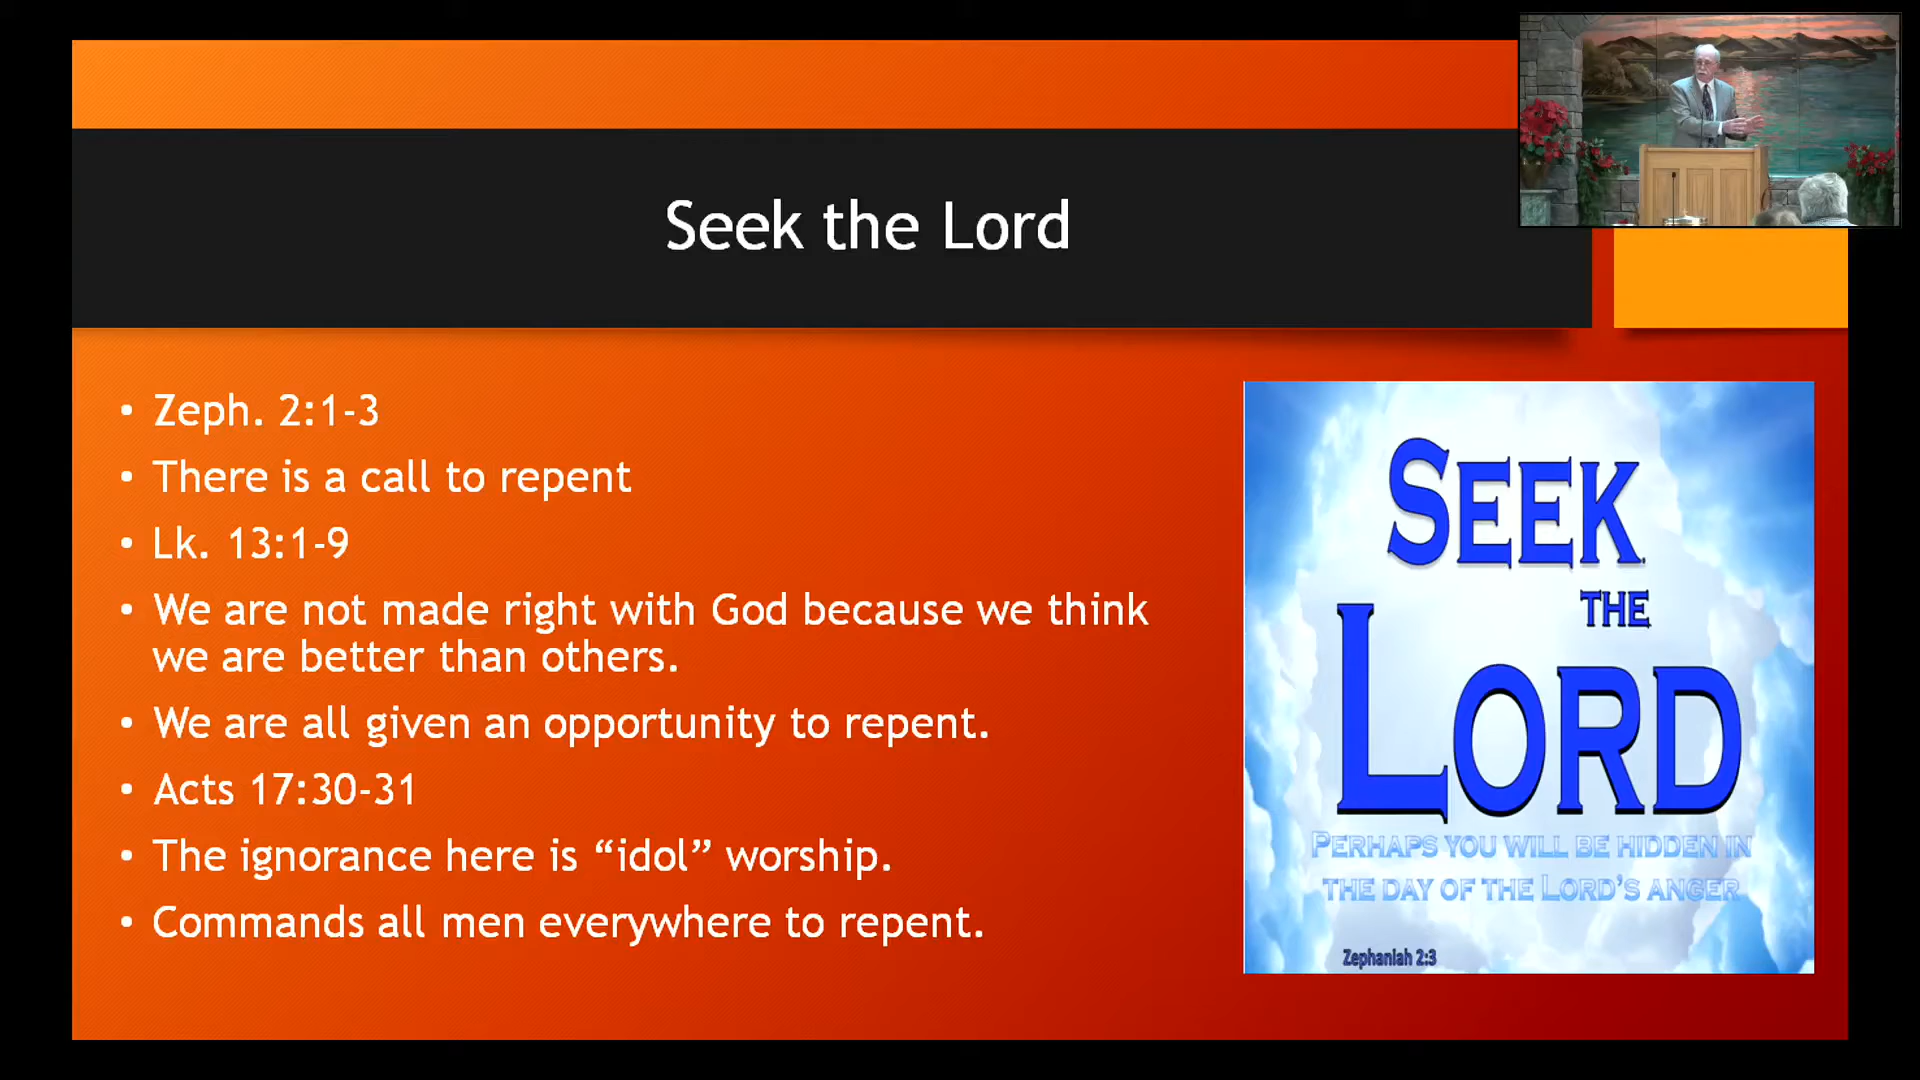 Seek the Lord
• Zeph. 2:1-3
• There is a call to repent
• Lk. 13:1-9
• We are not made right with God because we think
we are better than others.
• We are all given an opportunity to repent.
• Acts 17:30-31
• The ignorance here is “idol” worship.
• Commands all men everywhere to repent.
SEEK
THE
LORD
PERHAPS YOU WILL BE HIDDEN IN
THE DAY OF THE LORD'S ANGER
Zephaniah 2:3